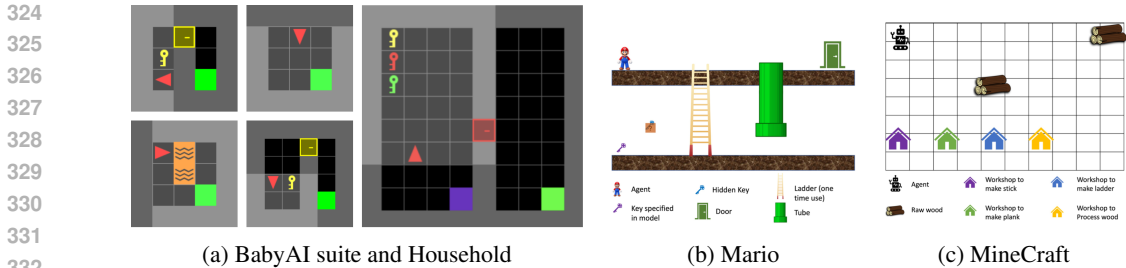 324
325
326
327
328
329
330
331
332
Agent
Hidden Key
Ladder (one
time use)
Key specified
in model
Door
Tube
Agent
Workshop to
make stick
Workshop to
make ladder
Raw wood
Workshop to
make plank
Workshop to
Process wood
(a) BabyAI suite and Household
(b) Mario
(c) MineCraft